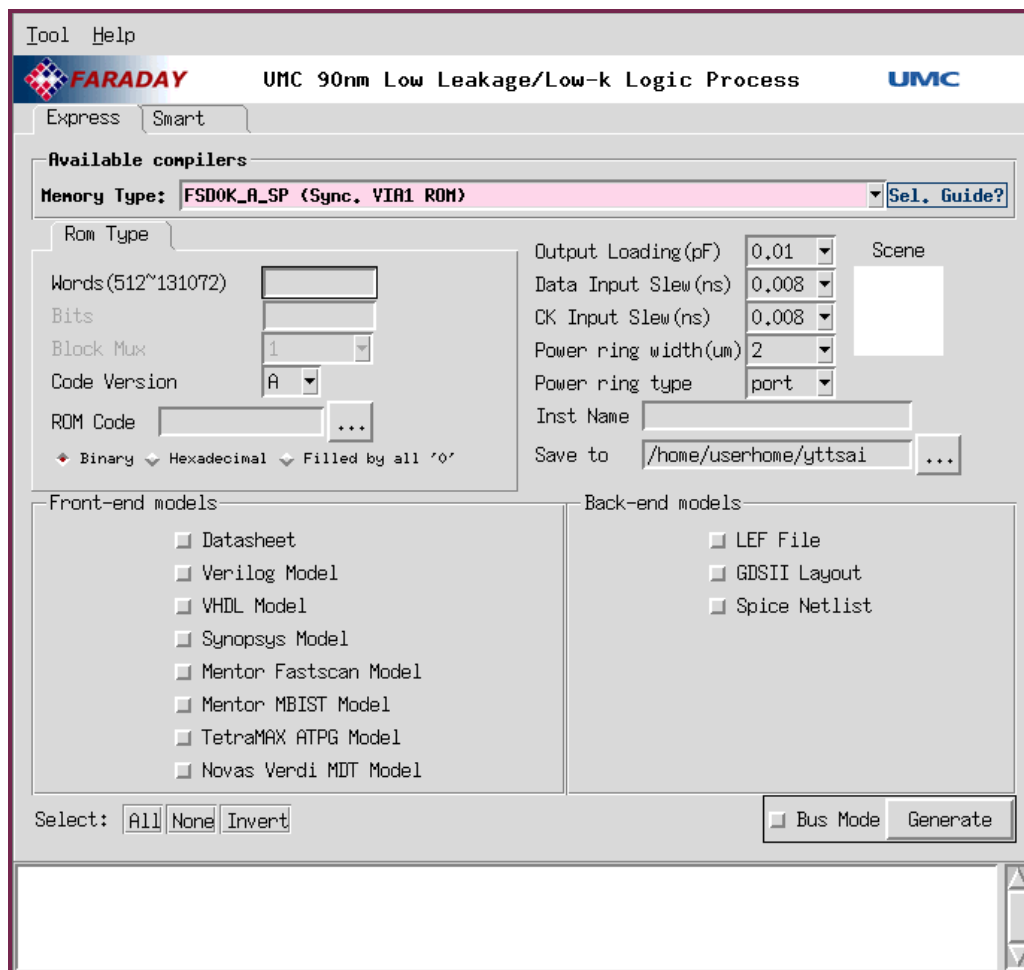 Tool Help
FARADAY UMC 90nm Low Leakage/Low-k Logic Process UMC
Express Smart
Available compilers
Memory Type: FSD0K_A_SP (Sync. VIA1 ROM) Sel. Guide?
Rom Type
Words(512~131072)
Bits
Block Mux 1
Code Version A
ROM Code ...
Binary Hexadecimal Filled by all '0'
Output Loading(pF) 0.01 Scene
Data Input Slew(ns) 0.008
CK Input Slew(ns) 0.008
Power ring width(um) 2
Power ring type port
Inst Name
Save to /home/userhome/yttsai ...
Front-end models
Datasheet
Verilog Model
VHDL Model
Synopsys Model
Mentor Fastscan Model
Mentor MBIST Model
TetraMAX ATPG Model
Novas Verdi MDT Model
Back-end models
LEF File
GDSII Layout
Spice Netlist
Select: All None Invert
Bus Mode Generate